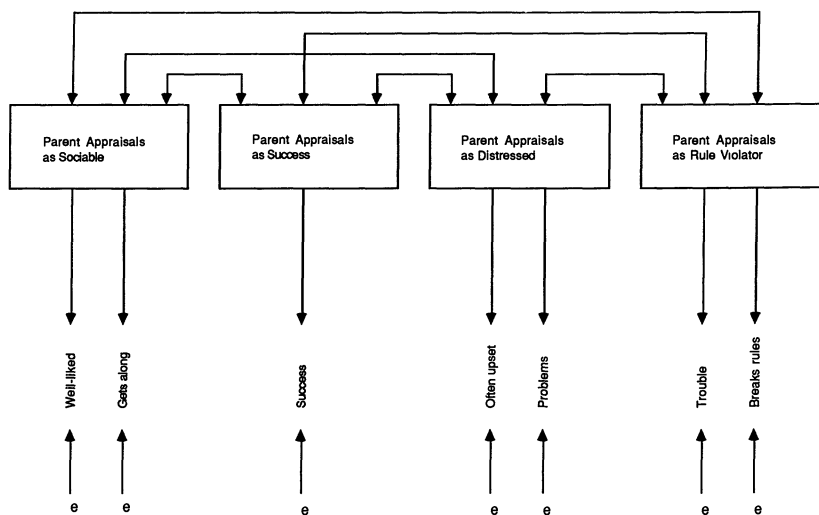 Parent Appraisals
as Sociable
Parent Appraisals
as Success
Parent Appraisals
as Distressed
Parent Appraisals
as Rule Violator
Well-liked
Gets along
Success
Often upset
Problems
Trouble
Breaks rules
e
e
e
e
e
e
e